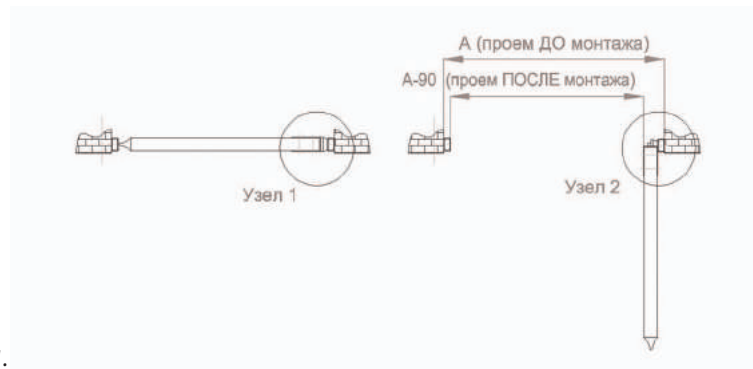 А (проем ДО монтажа)
А-90 (проем ПОСЛЕ монтажа)
Узел 1
Узел 2
.